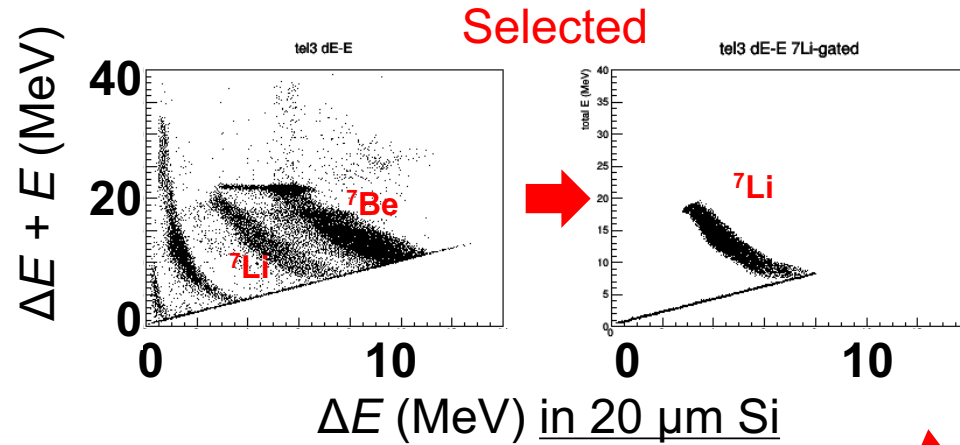 Selected
tel3 dE-E
tel3 dE-E 7Li-gated
ΔE + E (MeV)
40
20
0
0
10
⁷Be
⁷Li
total E (MeV)
40
35
30
25
20
15
10
5
0
⁷Li
0
10
ΔE (MeV) in 20 μm Si